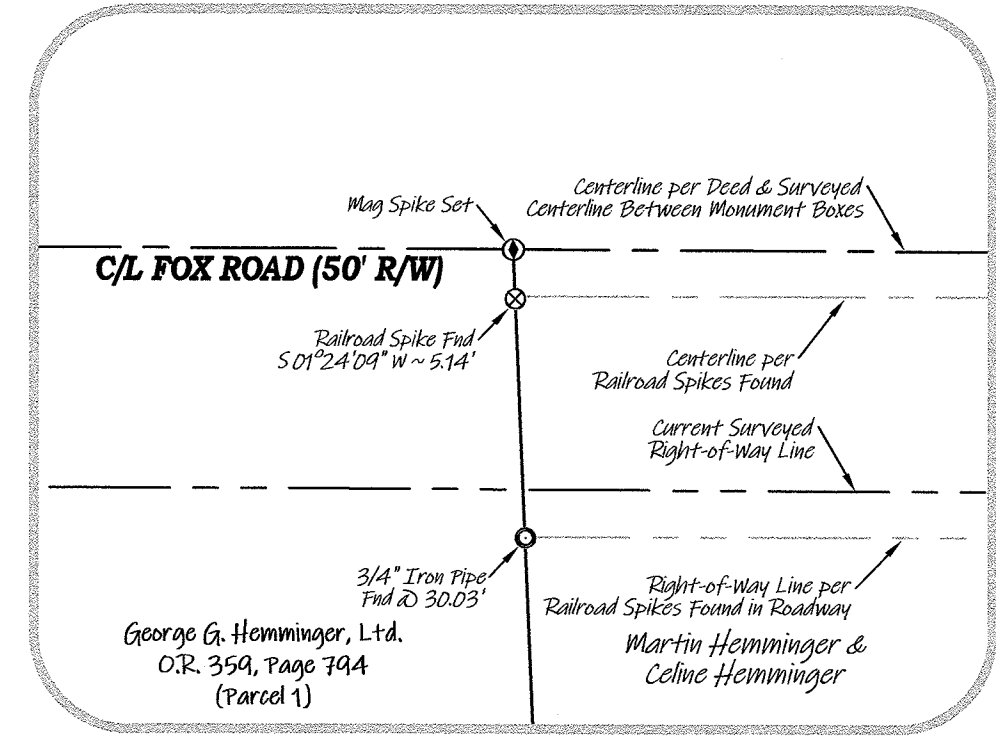 Centerline per Deed & Surveyed
Centerline Between Monument Boxes
Mag Spike Set
C/L FOX ROAD (50' R/W)
Railroad Spike Fnd
S 01°24'09" W ~ 5.14'
Centerline per
Railroad Spikes Found
Current Surveyed
Right-of-Way Line
3/4" Iron Pipe
Fnd @ 30.03'
Right-of-Way Line per
Railroad Spikes Found in Roadway
George G. Hemminger, Ltd.
O.R. 359, Page 794
(Parcel 1)
Martin Hemminger &
Celine Hemminger